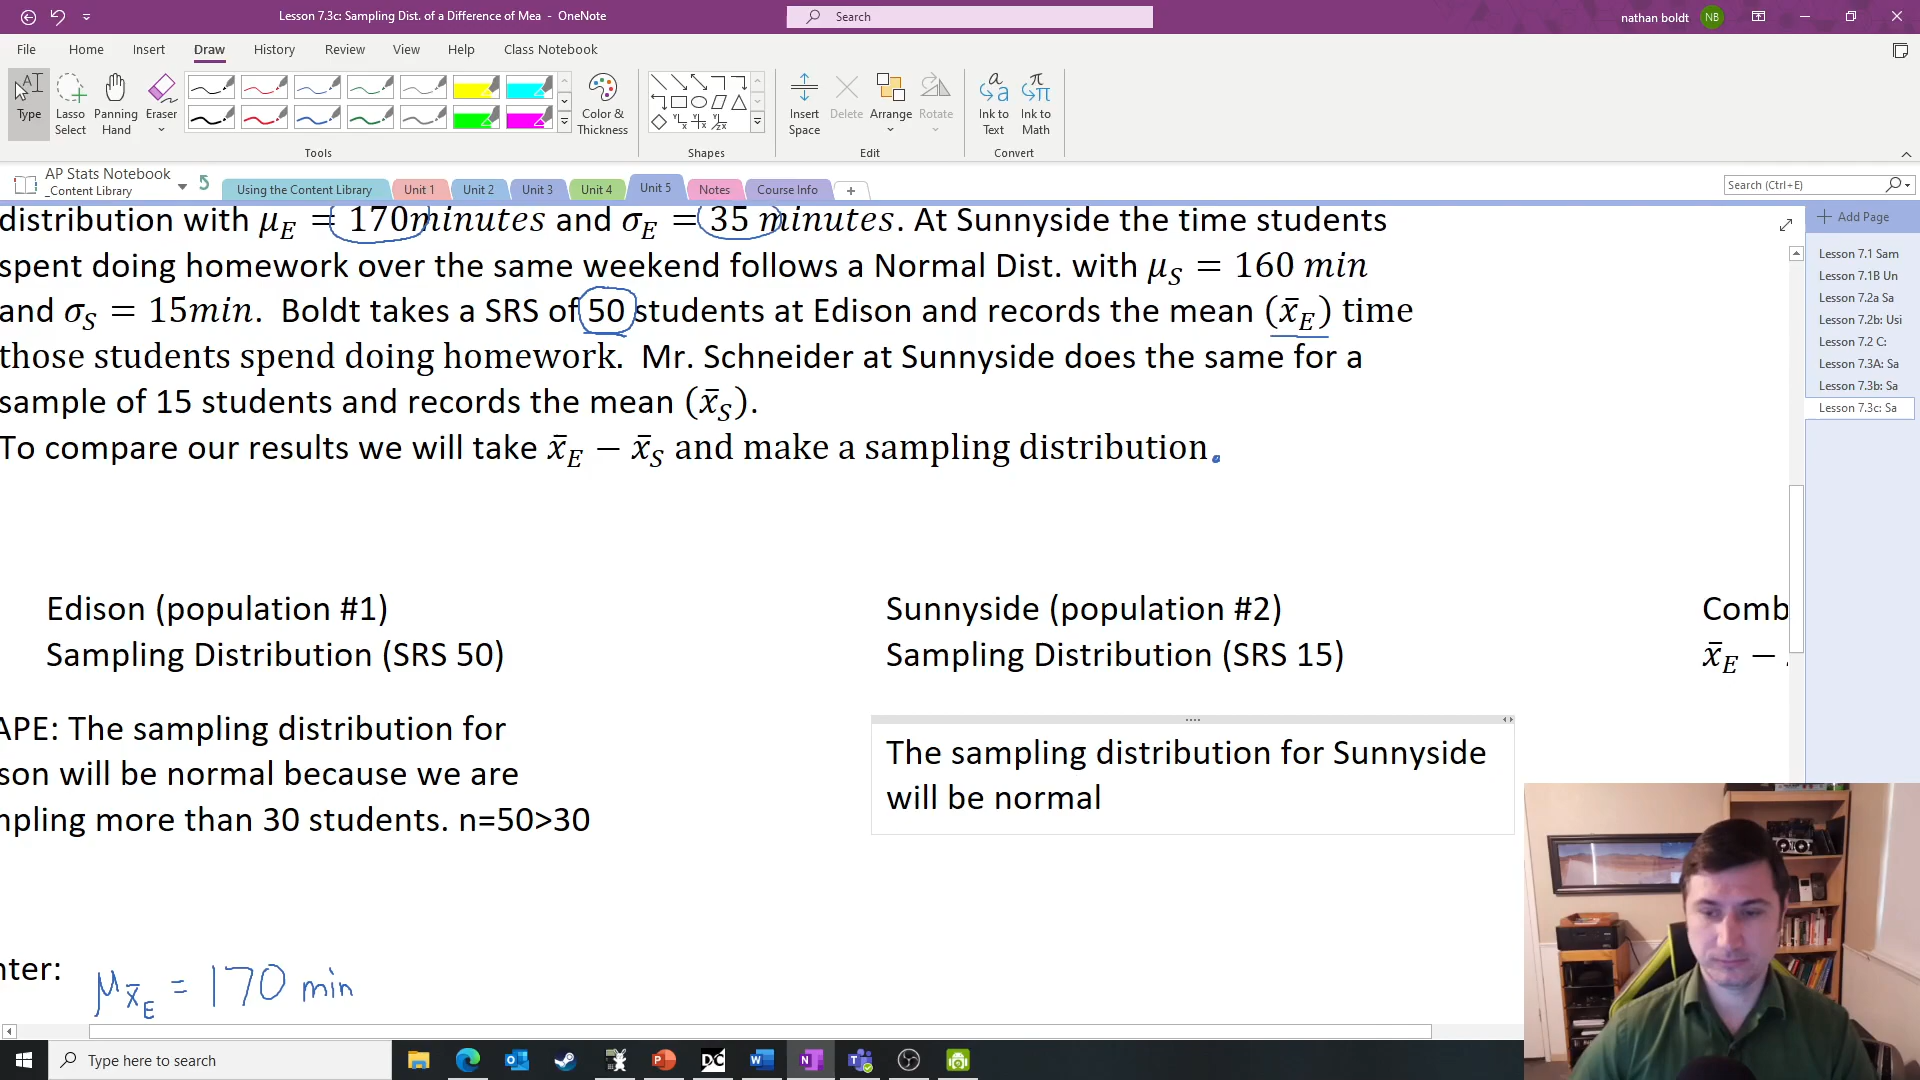 Lesson 7.3c: Sampling Dist. of a Difference of Mea - OneNote
Search
nathan boldt
NB
File Home Insert Draw History Review View Help Class Notebook
Type
Lasso Select
Panning Hand
Eraser
Color & Thickness
Insert Space
Delete
Arrange
Rotate
Ink to Text
Ink to Math
Tools
Shapes
Edit
Convert
AP Stats Notebook
_Content Library
Using the Content Library Unit 1 Unit 2 Unit 3 Unit 4 Unit 5 Notes Course Info
Search (Ctrl+E)
Add Page
Lesson 7.1 Sam
Lesson 7.1B Un
Lesson 7.2a Sa
Lesson 7.2b: Usi
Lesson 7.2 C:
Lesson 7.3A: Sa
Lesson 7.3b: Sa
Lesson 7.3c: Sa
distribution with μ_E = 170minutes and σ_E = 35 minutes. At Sunnyside the time students
spent doing homework over the same weekend follows a Normal Dist. with μ_S = 160 min
and σ_S = 15min. Boldt takes a SRS of 50 students at Edison and records the mean (x̄_E) time
those students spend doing homework. Mr. Schneider at Sunnyside does the same for a
sample of 15 students and records the mean (x̄_S).
To compare our results we will take x̄_E − x̄_S and make a sampling distribution.
Edison (population #1)
Sampling Distribution (SRS 50)
Sunnyside (population #2)
Sampling Distribution (SRS 15)
Comb
x̄_E −
APE: The sampling distribution for
son will be normal because we are
mpling more than 30 students. n=50>30
The sampling distribution for Sunnyside
will be normal
nter: μ_x̄_E = 170 min
Type here to search